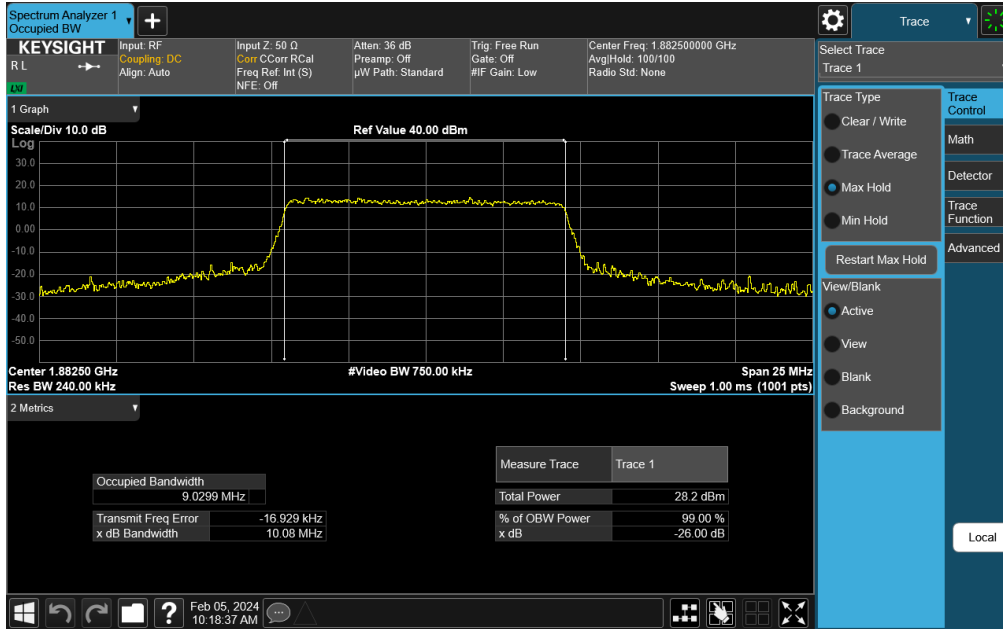 Spectrum Analyzer 1
Occupied BW
+
Trace
KEYSIGHT
R L
LXI
Input: RF
Coupling: DC
Align: Auto
Input Z: 50 Ω
Corr CCorr RCal
Freq Ref: Int (S)
NFE: Off
Atten: 36 dB
Preamp: Off
µW Path: Standard
Trig: Free Run
Gate: Off
#IF Gain: Low
Center Freq: 1.882500000 GHz
Avg|Hold: 100/100
Radio Std: None
Select Trace
Trace 1
1 Graph
Scale/Div 10.0 dB
Ref Value 40.00 dBm
Log
30.0
20.0
10.0
0.00
-10.0
-20.0
-30.0
-40.0
-50.0
Center 1.88250 GHz
#Video BW 750.00 kHz
Span 25 MHz
Res BW 240.00 kHz
Sweep 1.00 ms (1001 pts)
2 Metrics
Measure Trace
Trace 1
Occupied Bandwidth
9.0299 MHz
Total Power
28.2 dBm
Transmit Freq Error
-16.929 kHz
% of OBW Power
99.00 %
x dB Bandwidth
10.08 MHz
x dB
-26.00 dB
Trace Type
Clear / Write
Trace Average
Max Hold
Min Hold
Restart Max Hold
View/Blank
Active
View
Blank
Background
Trace
Control
Math
Detector
Trace
Function
Advanced
Local
?
Feb 05, 2024
10:18:37 AM